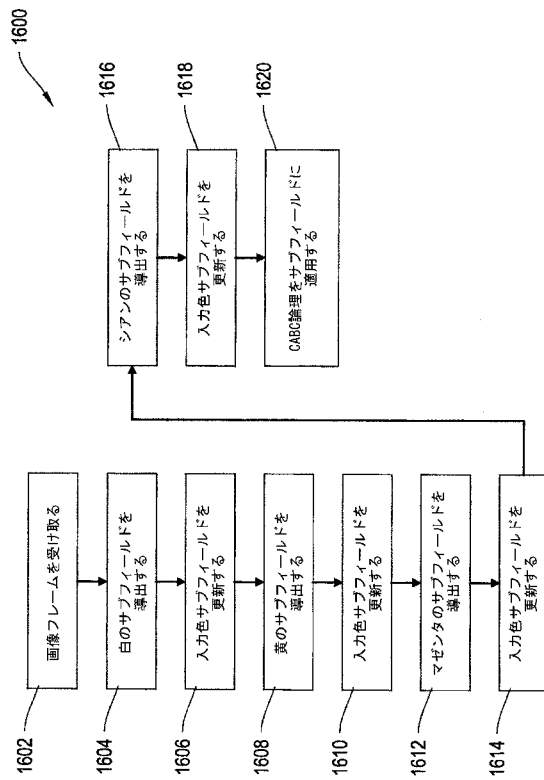 1600
1602
画像フレームを受け取る
1604
白のサブフィールドを
導出する
1606
入力色サブフィールドを
更新する
1608
黄のサブフィールドを
導出する
1610
入力色サブフィールドを
更新する
1612
マゼンタのサブフィールドを
導出する
1614
入力色サブフィールドを
更新する
1616
シアンのサブフィールドを
導出する
1618
入力色サブフィールドを
更新する
1620
CABC論理をサブフィールドに
適用する